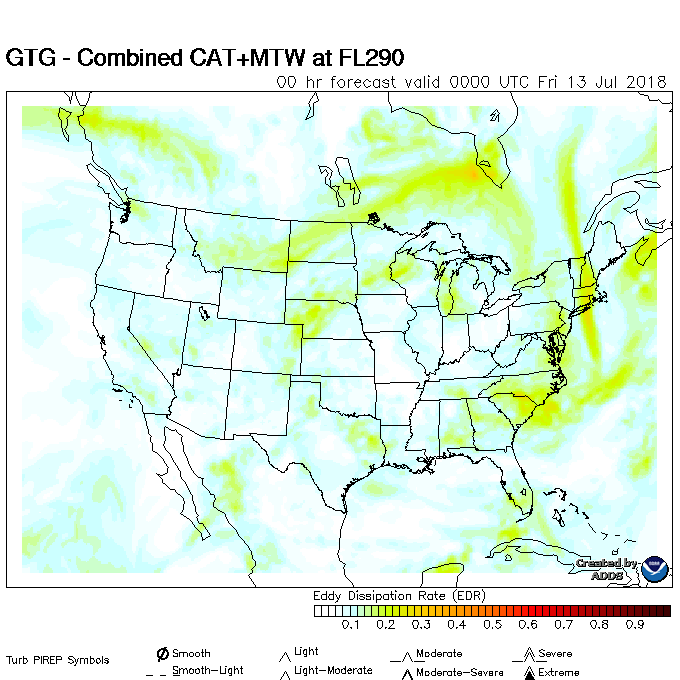 GTG - Combined CAT+MTW at FL290
00 hr forecast valid 0000 UTC Fri 13 Jul 2018
Created by
ADDS
Eddy Dissipation Rate (EDR)
0.1 0.2 0.3 0.4 0.5 0.6 0.7 0.8 0.9
Turb PIREP Symbols
Smooth Light Moderate Severe
Smooth-Light Light-Moderate Moderate-Severe Extreme